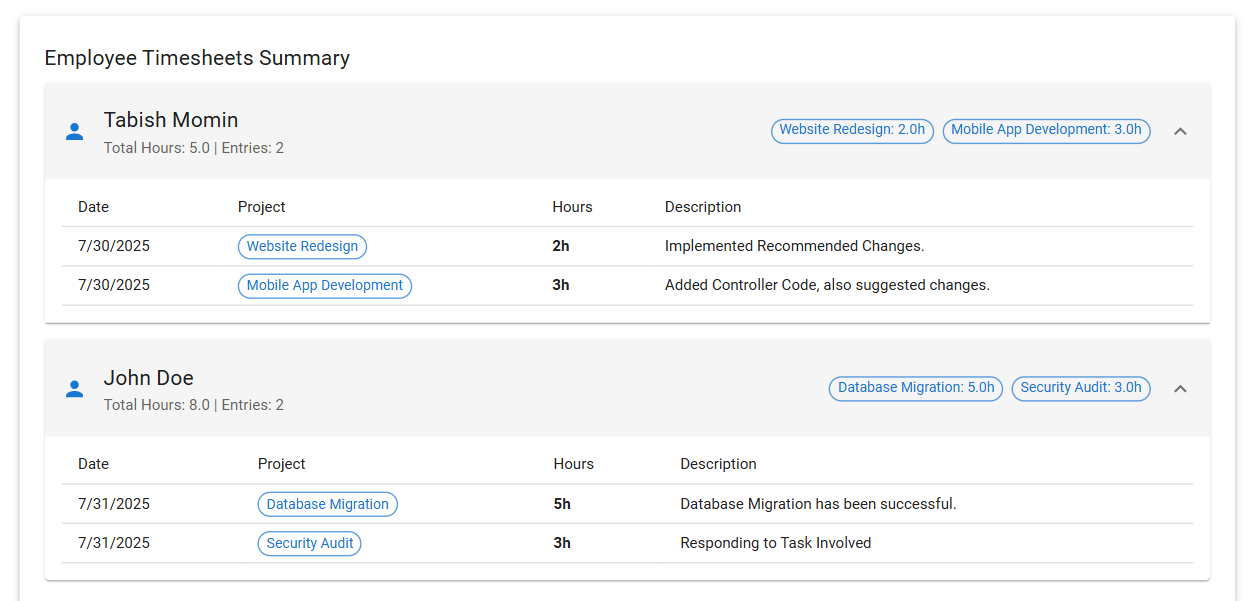 Employee Timesheets Summary
Tabish Momin
Total Hours: 5.0 | Entries: 2
Website Redesign: 2.0h Mobile App Development: 3.0h
Date Project Hours Description
7/30/2025 Website Redesign 2h Implemented Recommended Changes.
7/30/2025 Mobile App Development 3h Added Controller Code, also suggested changes.
John Doe
Total Hours: 8.0 | Entries: 2
Database Migration: 5.0h Security Audit: 3.0h
Date Project Hours Description
7/31/2025 Database Migration 5h Database Migration has been successful.
7/31/2025 Security Audit 3h Responding to Task Involved